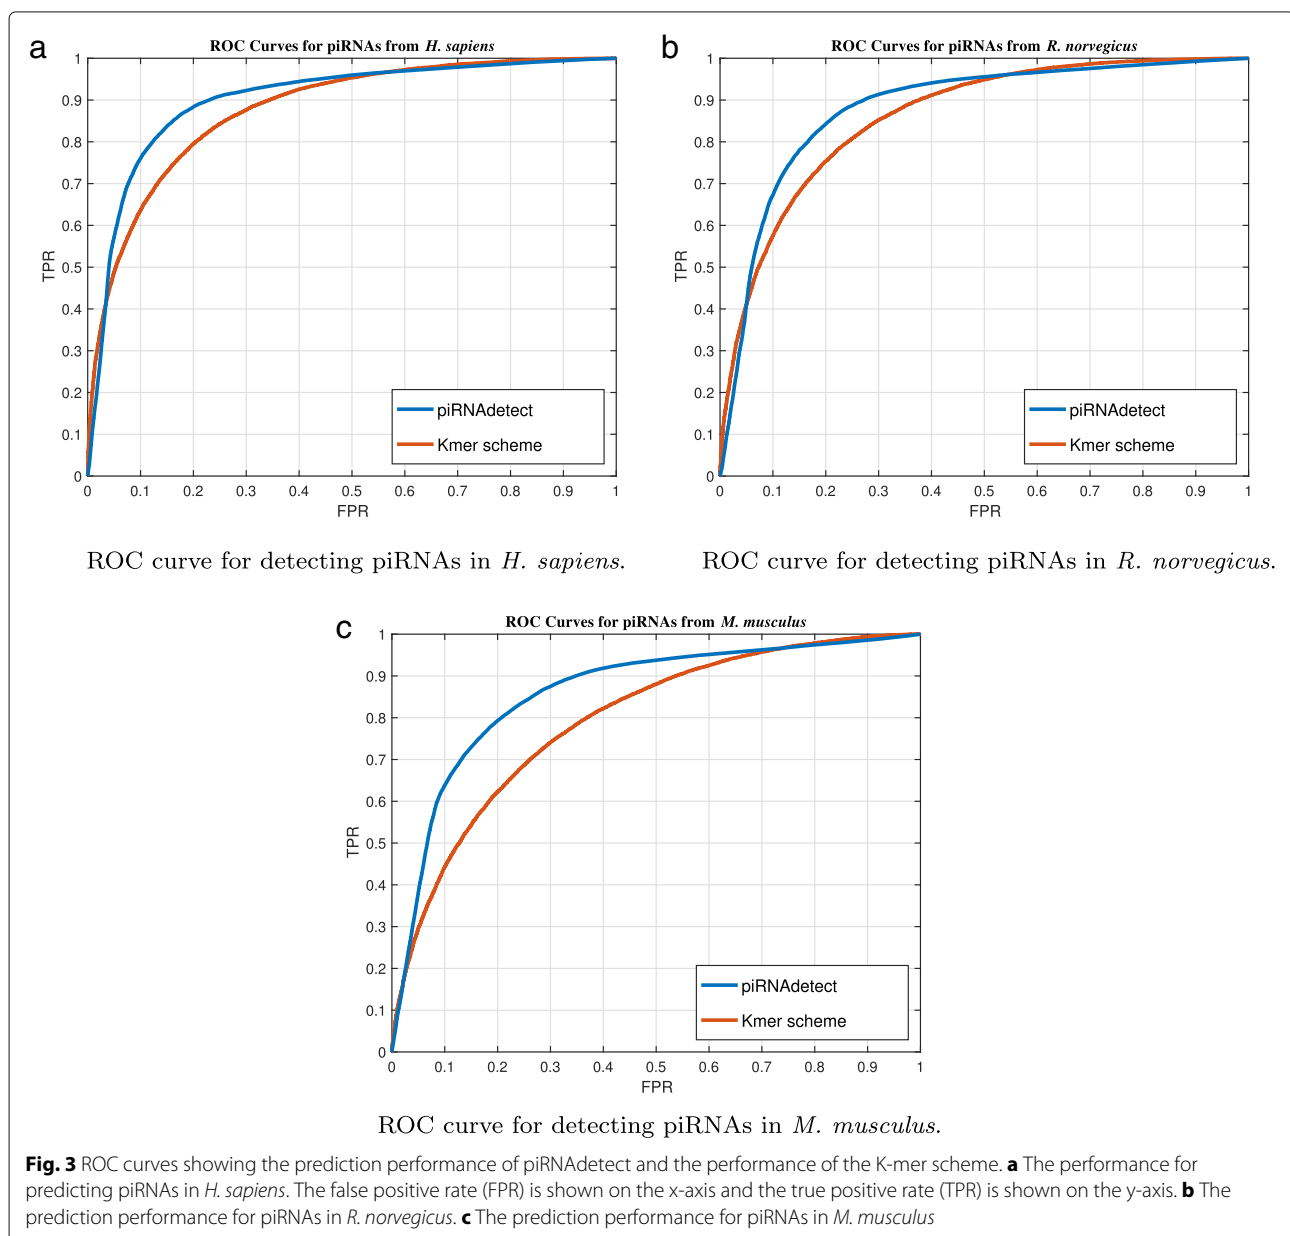 a
ROC Curves for piRNAs from H. sapiens
1
0.9
0.8
0.7
0.6
0.5
0.4
0.3
0.2
0.1
0
TPR
piRNAdetect
Kmer scheme
0 0.1 0.2 0.3 0.4 0.5 0.6 0.7 0.8 0.9 1
FPR
ROC curve for detecting piRNAs in H. sapiens.
b
ROC Curves for piRNAs from R. norvegicus
1
0.9
0.8
0.7
0.6
0.5
0.4
0.3
0.2
0.1
0
TPR
piRNAdetect
Kmer scheme
0 0.1 0.2 0.3 0.4 0.5 0.6 0.7 0.8 0.9 1
FPR
ROC curve for detecting piRNAs in R. norvegicus.
c
ROC Curves for piRNAs from M. musculus
1
0.9
0.8
0.7
0.6
0.5
0.4
0.3
0.2
0.1
0
TPR
piRNAdetect
Kmer scheme
0 0.1 0.2 0.3 0.4 0.5 0.6 0.7 0.8 0.9 1
FPR
ROC curve for detecting piRNAs in M. musculus.
Fig. 3 ROC curves showing the prediction performance of piRNAdetect and the performance of the K-mer scheme. a The performance for
predicting piRNAs in H. sapiens. The false positive rate (FPR) is shown on the x-axis and the true positive rate (TPR) is shown on the y-axis. b The
prediction performance for piRNAs in R. norvegicus. c The prediction performance for piRNAs in M. musculus